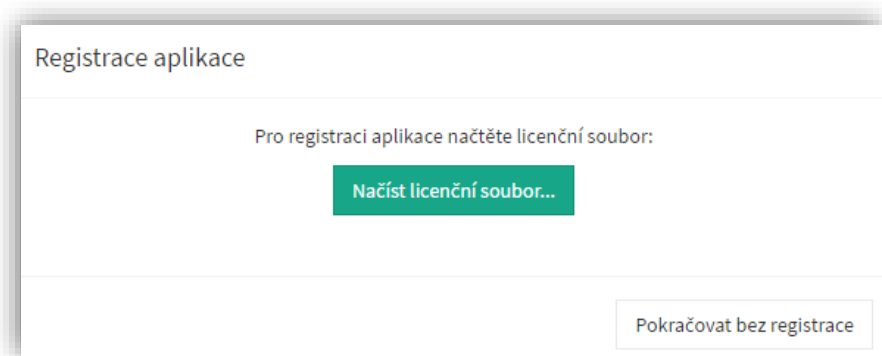 Registrace aplikace
Pro registraci aplikace načtěte licenční soubor:
Načíst licenční soubor...
Pokračovat bez registrace